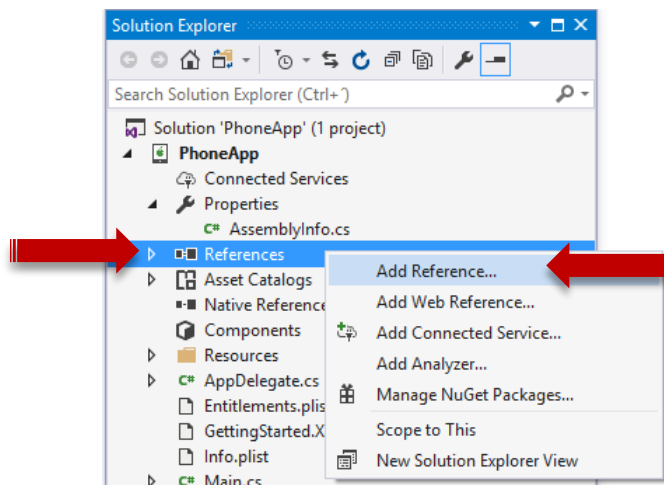 Solution Explorer
Search Solution Explorer (Ctrl+´)
Solution 'PhoneApp' (1 project)
PhoneApp
Connected Services
Properties
C# AssemblyInfo.cs
References
Asset Catalogs
Native Reference
Components
Resources
C# AppDelegate.cs
Entitlements.plis
GettingStarted.X
Info.plist
C# Main.cs
Add Reference...
Add Web Reference...
Add Connected Service...
Add Analyzer...
Manage NuGet Packages...
Scope to This
New Solution Explorer View